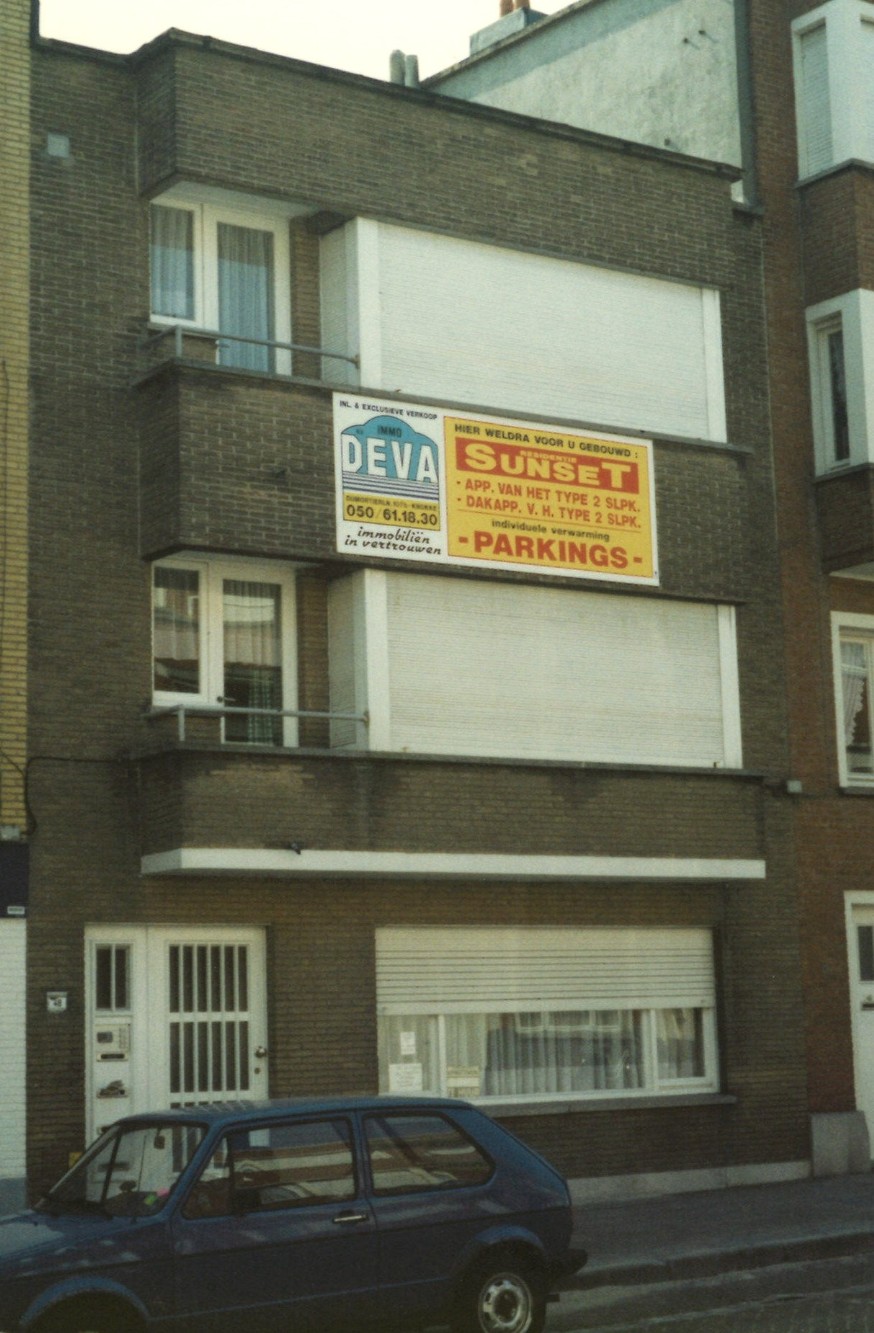 INL. & EXCLUSIEVE VERKOOP
IMMO
DEVA
050/61.18.30
immobiliën
in vertrouwen
HIER WELDRA VOOR U GEBOUWD :
RESIDENTIE
SUNSET
· APP. VAN HET TYPE 2 SLPK.
· DAKAPP. V. H. TYPE 2 SLPK.
individuele verwarming
- PARKINGS -